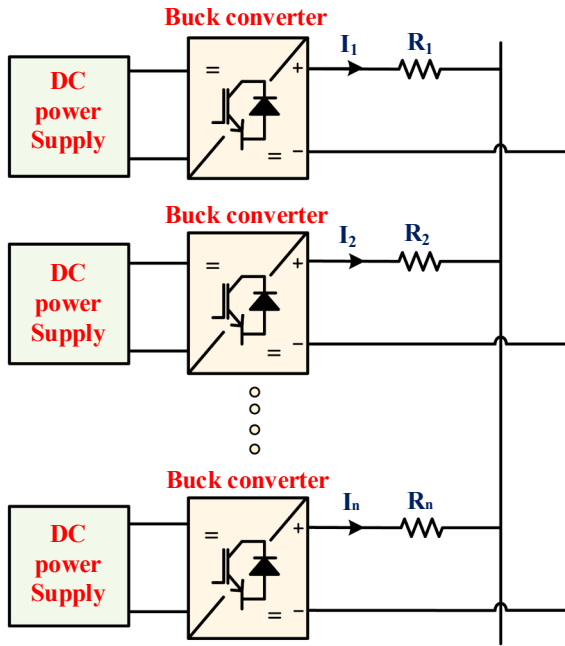 Buck converter
I1
R1
DC
power
Supply
=
+
=
−
Buck converter
I2
R2
DC
power
Supply
=
+
=
−
Buck converter
In
Rn
DC
power
Supply
=
+
=
−